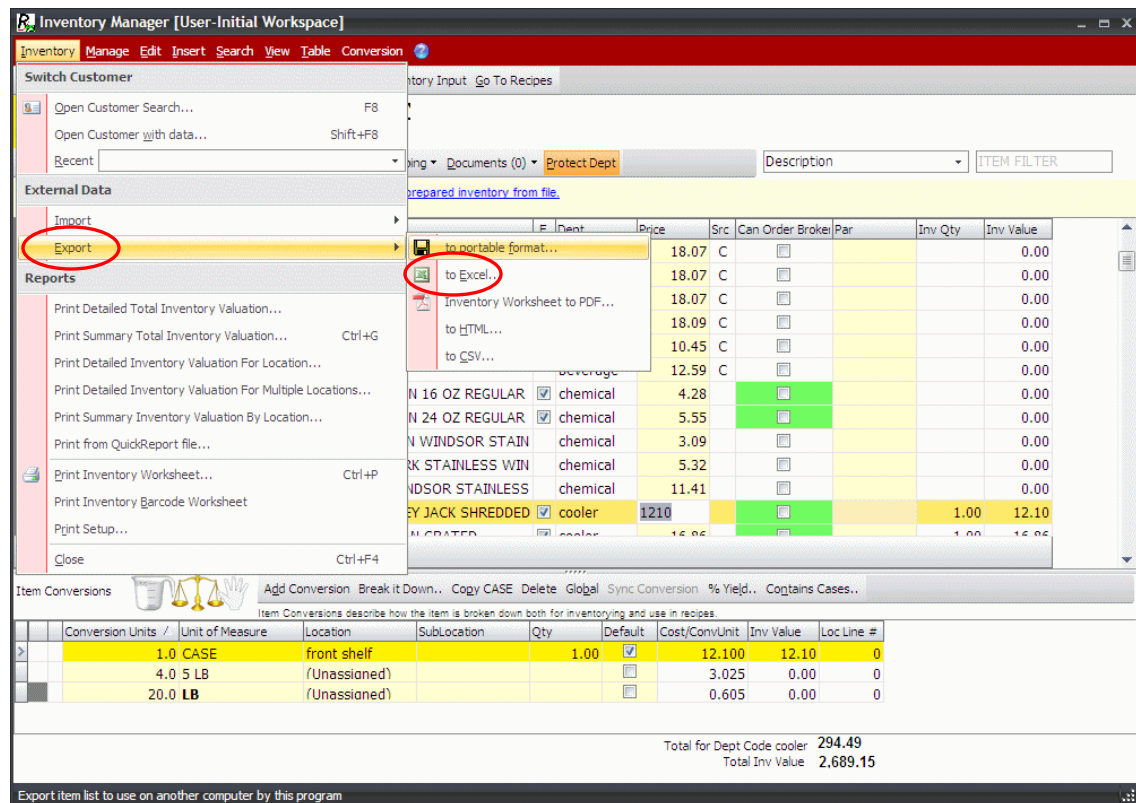 Inventory Manager [User-Initial Workspace]
Inventory Manage Edit Insert Search View Table Conversion
Switch Customer
Open Customer Search... F8
Open Customer with data... Shift+F8
Recent
External Data
Import
Export
Reports
Print Detailed Total Inventory Valuation...
Print Summary Total Inventory Valuation... Ctrl+G
Print Detailed Inventory Valuation For Location...
Print Detailed Inventory Valuation For Multiple Locations...
Print Summary Inventory Valuation By Location...
Print from QuickReport file...
Print Inventory Worksheet... Ctrl+P
Print Inventory Barcode Worksheet
Print Setup...
Close Ctrl+F4
to portable format...
to Excel..
Inventory Worksheet to PDF...
to HTML...
to CSV...
ntory Input Go To Recipes
ping Documents (0) Protect Dept Description ITEM FILTER
prepared inventory from file.
Dept Price Src Can Order Broke Par Inv Qty Inv Value
18.07 C 0.00
18.07 C 0.00
18.07 C 0.00
18.09 C 0.00
10.45 C 0.00
beverage 12.59 C 0.00
N 16 OZ REGULAR chemical 4.28 0.00
N 24 OZ REGULAR chemical 5.55 0.00
N WINDSOR STAIN chemical 3.09 0.00
RK STAINLESS WIN chemical 5.32 0.00
NDSOR STAINLESS chemical 11.41 0.00
EY JACK SHREDDED cooler 1210 1.00 12.10
N GRATED cooler 16.86 1.00 16.86
Item Conversions Add Conversion Break it Down.. Copy CASE Delete Global Sync Conversion % Yield.. Contains Cases..
Item Conversions describe how the item is broken down both for inventorying and use in recipes.
Conversion Units Unit of Measure Location SubLocation Qty Default Cost/ConvUnit Inv Value Loc Line #
1.0 CASE front shelf 1.00 12.100 12.10 0
4.0 5 LB (Unassigned) 3.025 0.00 0
20.0 LB (Unassigned) 0.605 0.00 0
Total for Dept Code cooler 294.49
Total Inv Value 2,689.15
Export item list to use on another computer by this program